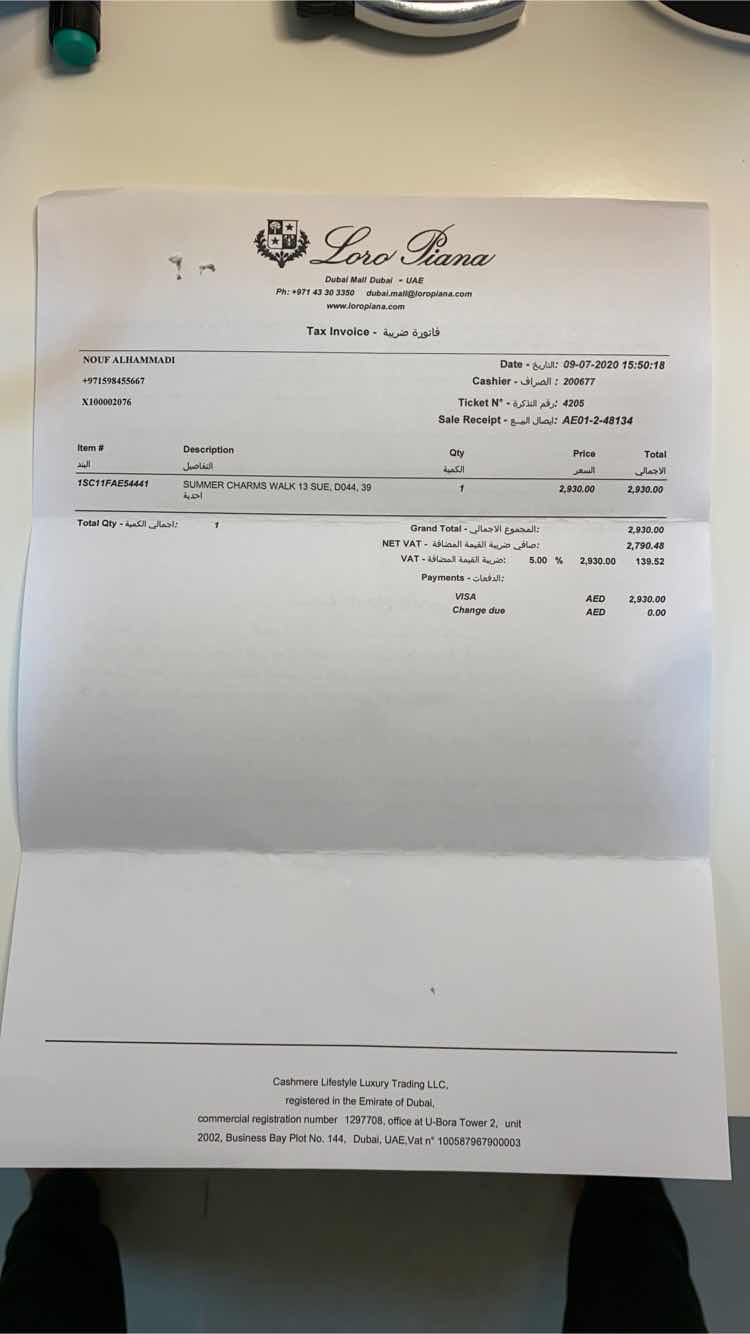 Loro Piana
Dubai Mall Dubai - UAE
Ph: +971 43 30 3350 dubai.mall@loropiana.com
www.loropiana.com
Tax Invoice - فاتورة ضريبة
NOUF ALHAMMADI
+971598455667
X100002076
Date - التاريخ: 09-07-2020 15:50:18
Cashier - الصراف : 200677
Ticket N° - رقم التذكرة: 4205
Sale Receipt - ايصال البيع: AE01-2-48134
Item # Description Qty Price Total
البند التفاصيل الكمية السعر الاجمالي
1SC11FAE54441 SUMMER CHARMS WALK 13 SUE, D044, 39 1 2,930.00 2,930.00
احدية
Total Qty - اجمالي الكمية: 1
Grand Total - المجموع الاجمالي: 2,930.00
NET VAT - صافي ضريبة القيمة المضافة: 2,790.48
VAT - ضريبة القيمة المضافة: 5.00 % 2,930.00 139.52
Payments - الدفعات:
VISA AED 2,930.00
Change due AED 0.00
Cashmere Lifestyle Luxury Trading LLC,
registered in the Emirate of Dubai,
commercial registration number 1297708, office at U-Bora Tower 2, unit
2002, Business Bay Plot No. 144, Dubai, UAE,Vat n° 100587967900003